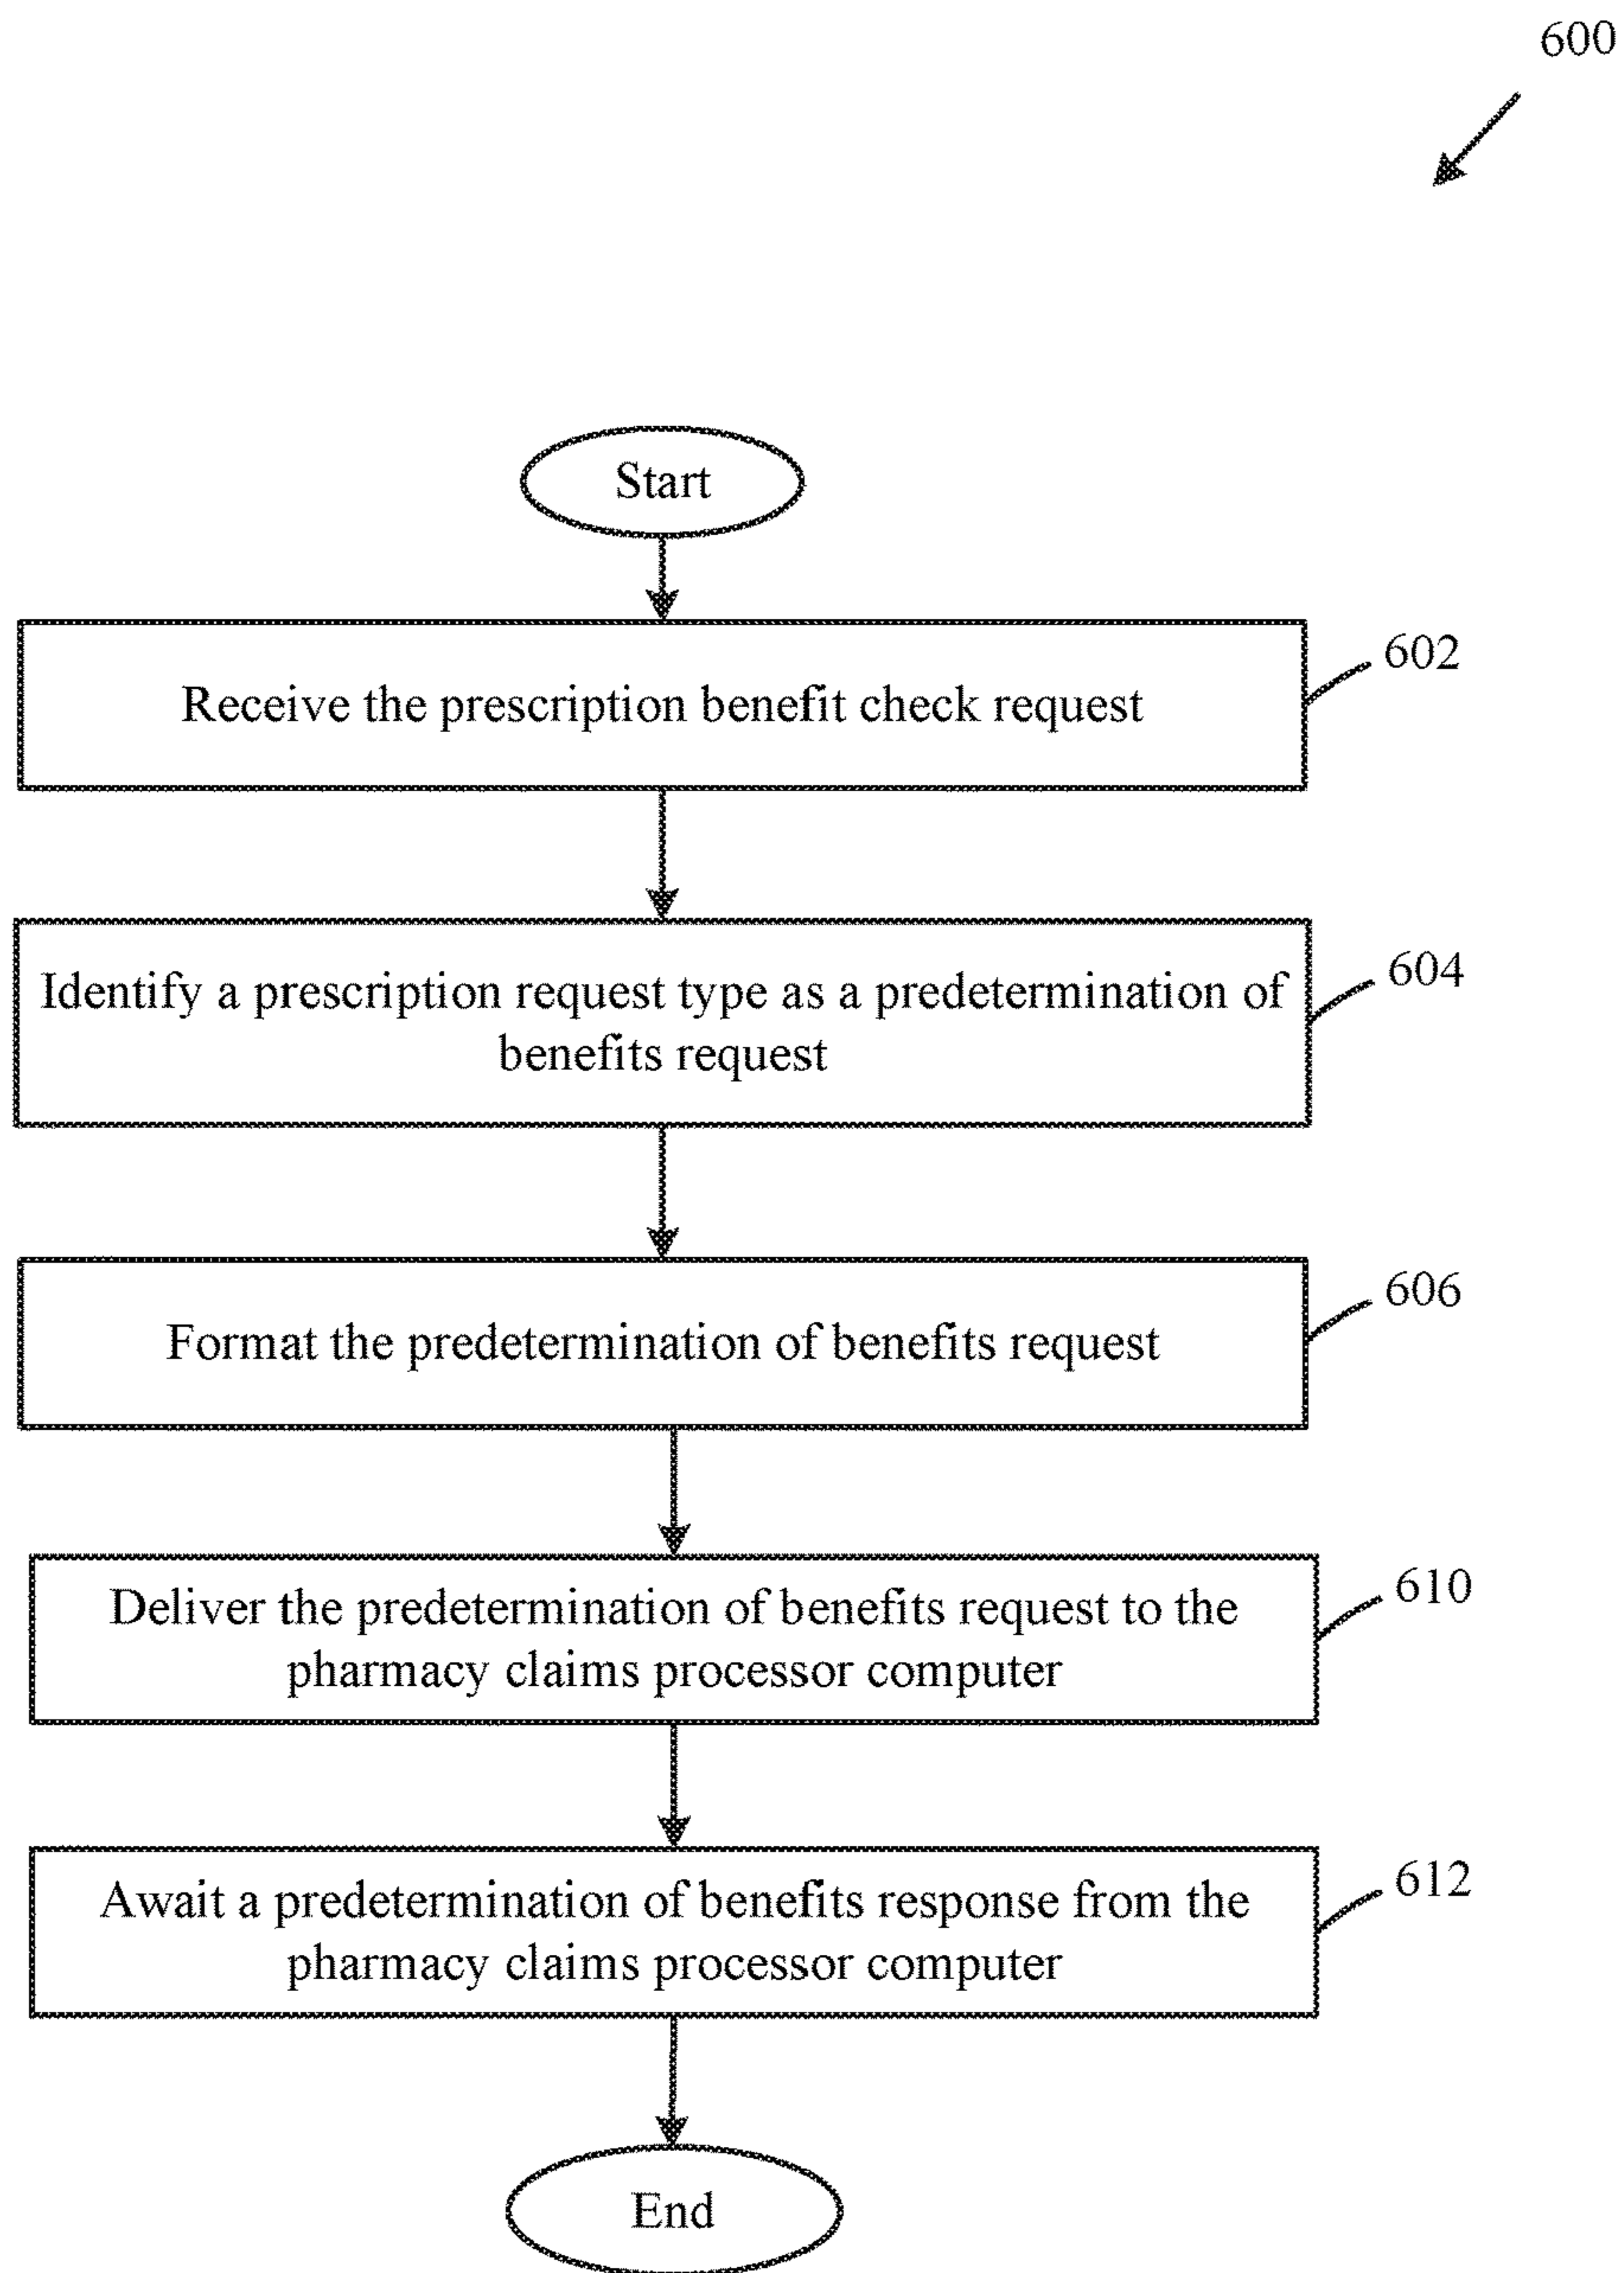 600
Start
Receive the prescription benefit check request
602
Identify a prescription request type as a predetermination of
benefits request
604
Format the predetermination of benefits request
606
Deliver the predetermination of benefits request to the
pharmacy claims processor computer
610
Await a predetermination of benefits response from the
pharmacy claims processor computer
612
End